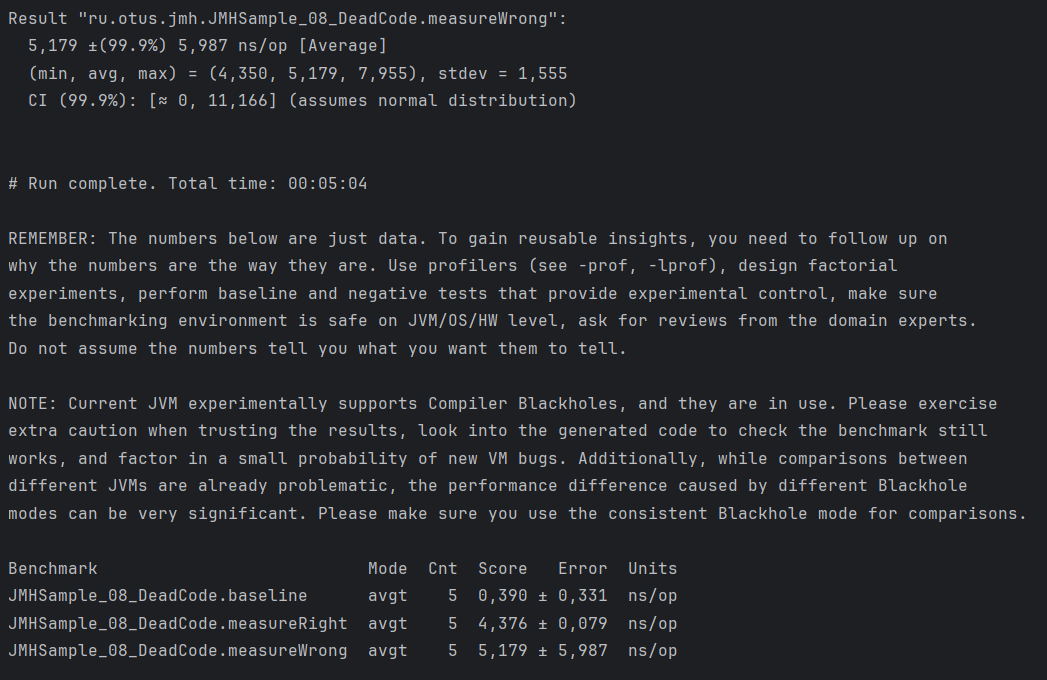 Result "ru.otus.jmh.JMHSample_08_DeadCode.measureWrong":
5,179 ±(99.9%) 5,987 ns/op [Average]
(min, avg, max) = (4,350, 5,179, 7,955), stdev = 1,555
CI (99.9%): [≈ 0, 11,166] (assumes normal distribution)
# Run complete. Total time: 00:05:04
REMEMBER: The numbers below are just data. To gain reusable insights, you need to follow up on
why the numbers are the way they are. Use profilers (see -prof, -lprof), design factorial
experiments, perform baseline and negative tests that provide experimental control, make sure
the benchmarking environment is safe on JVM/OS/HW level, ask for reviews from the domain experts.
Do not assume the numbers tell you what you want them to tell.
NOTE: Current JVM experimentally supports Compiler Blackholes, and they are in use. Please exercise
extra caution when trusting the results, look into the generated code to check the benchmark still
works, and factor in a small probability of new VM bugs. Additionally, while comparisons between
different JVMs are already problematic, the performance difference caused by different Blackhole
modes can be very significant. Please make sure you use the consistent Blackhole mode for comparisons.
Benchmark Mode Cnt Score Error Units
JMHSample_08_DeadCode.baseline avgt 5 0,390 ± 0,331 ns/op
JMHSample_08_DeadCode.measureRight avgt 5 4,376 ± 0,079 ns/op
JMHSample_08_DeadCode.measureWrong avgt 5 5,179 ± 5,987 ns/op